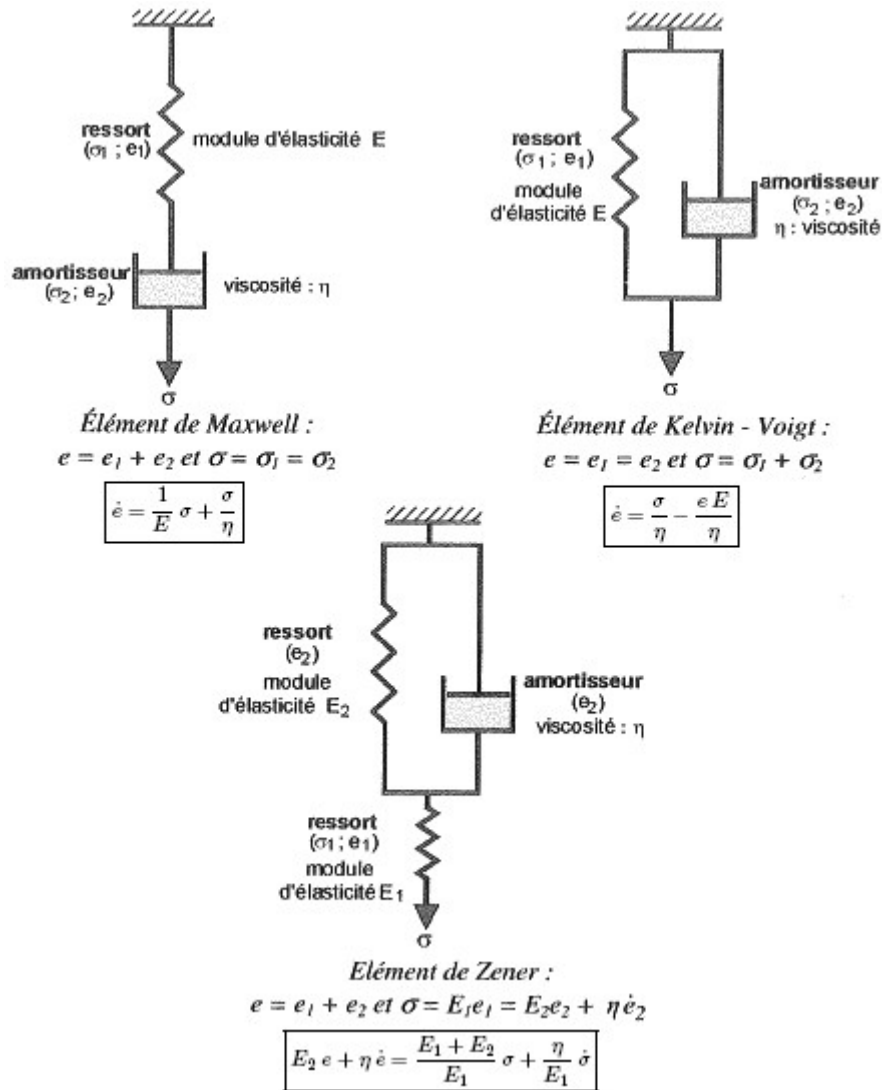 ressort
(σ1 ; e1)
module d'élasticité E
amortisseur
(σ2 ; e2)
viscosité : η
σ
Élément de Maxwell :
e = e1 + e2 et σ = σ1 = σ2
ė = 1/E σ + σ/η
ressort
(σ1 ; e1)
module
d'élasticité E
amortisseur
(σ2 ; e2)
η : viscosité
σ
Élément de Kelvin - Voigt :
e = e1 = e2 et σ = σ1 + σ2
ė = σ/η − e E/η
ressort
(e2)
module
d'élasticité E2
amortisseur
(e2)
viscosité : η
ressort
(σ1 ; e1)
module
d'élasticité E1
σ
Elément de Zener :
e = e1 + e2 et σ = E1e1 = E2e2 + η ė2
E2 e + η ė = (E1 + E2)/E1 σ + η/E1 σ̇